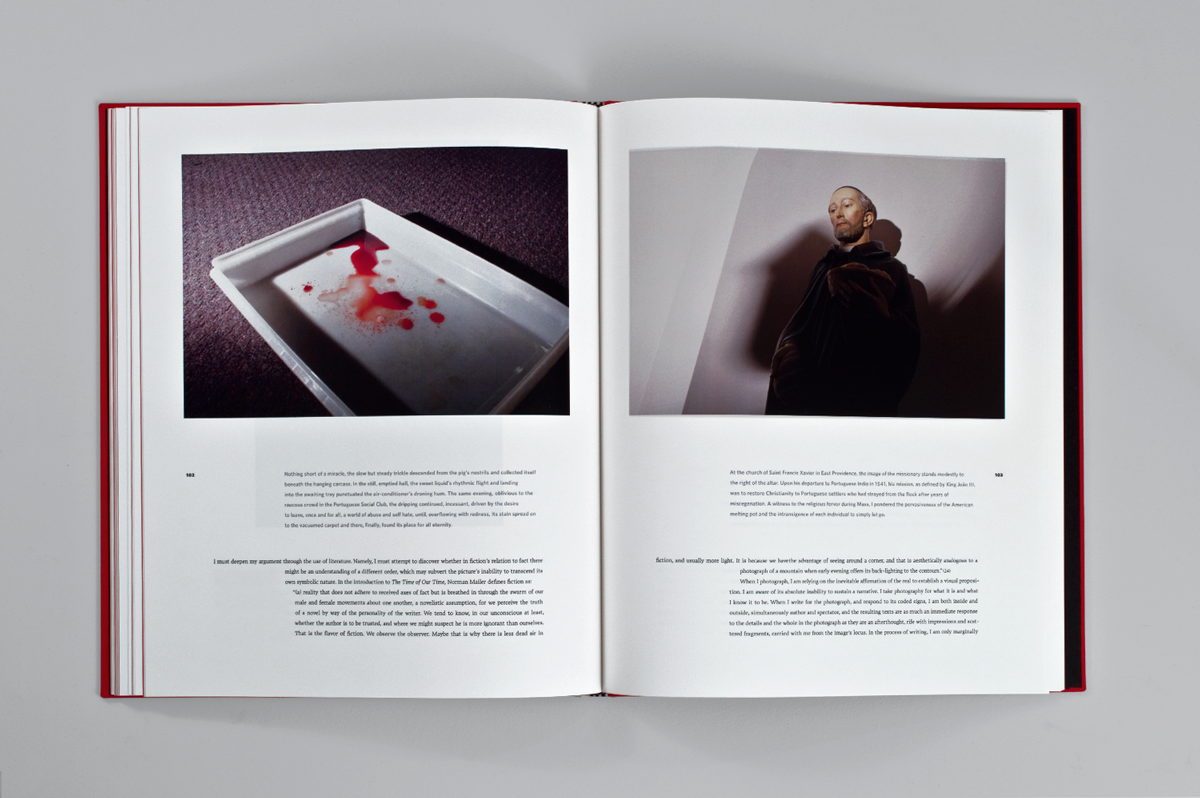 102
Nothing short of a miracle, the slow but steady trickle descended from the pig's nostrils and collected itself
beneath the hanging carcass. In the still, emptied hall, the sweet liquid's rhythmic flight and landing
into the awaiting tray punctuated the air-conditioner's droning hum. The same evening, oblivious to the
raucous crowd in the Portuguese Social Club, the dripping continued, incessant, driven by the desire
to leave, once and for all, a world of abuse and self hate, until, overflowing with redness, its stain spread on
to the vacuumed carpet and there, finally, found its place for all eternity.
I must deepen my argument through the use of literature. Namely, I must attempt to discover whether in fiction's relation to fact there
might be an understanding of a different order, which may subvert the picture's inability to transcend its
own symbolic nature. In the introduction to The Time of Our Time, Norman Mailer defines fiction as:
"(a) reality that does not adhere to received axes of fact but is breathed in through the swarm of our
male and female movements about one another, a novelistic assumption, for we perceive the truth
of a novel by way of the personality of the writer. We tend to know, in our unconscious at least,
whether the author is to be trusted, and where we might suspect he is more ignorant than ourselves.
That is the flavor of fiction. We observe the observer. Maybe that is why there is less dead air in
At the church of Saint Francis Xavier in East Providence, the image of the missionary stands modestly to
103
the right of the altar. Upon his departure to Portuguese India in 1541, his mission, as defined by King João III,
was to restore Christianity to Portuguese settlers who had strayed from the flock after years of
miscegenation. A witness to the religious fervor during Mass, I pondered the pervasiveness of the American
melting pot and the intransigence of each individual to simply let go.
fiction, and usually more light. It is because we have the advantage of seeing around a corner, and that is aesthetically analogous to a
photograph of a mountain when early evening offers its back-lighting to the contours."
When I photograph, I am relying on the inevitable affirmation of the real to establish a visual proposi-
tion. I am aware of its absolute inability to sustain a narrative. I take photography for what it is and what
I know it to be. When I write for the photograph, and respond to its coded signs, I am both inside and
outside, simultaneously author and spectator, and the resulting texts are as much an immediate response
to the details and the whole in the photograph as they are an afterthought, rife with impressions and scat-
tered fragments, carried with me from the image's locus. In the process of writing, I am only marginally